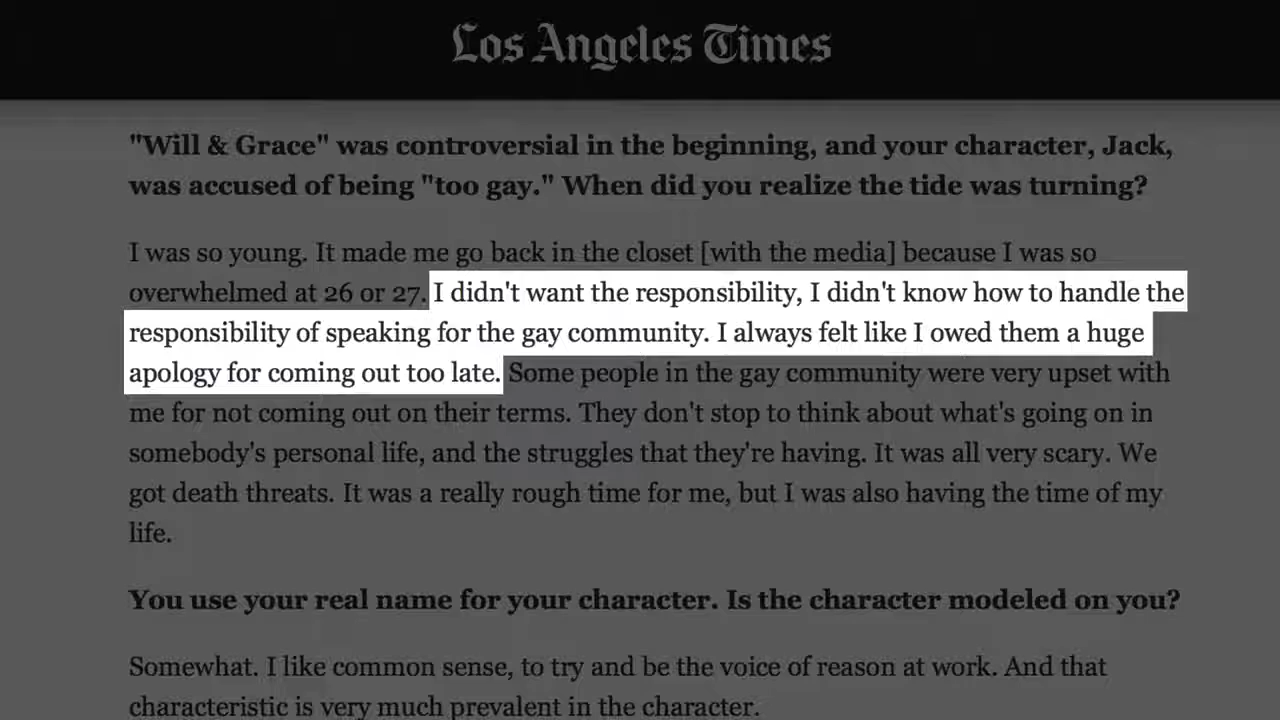 Los Angeles Times
"Will & Grace" was controversial in the beginning, and your character, Jack,
was accused of being "too gay." When did you realize the tide was turning?
I was so young. It made me go back in the closet [with the media] because I was so
overwhelmed at 26 or 27. I didn't want the responsibility, I didn't know how to handle the
responsibility of speaking for the gay community. I always felt like I owed them a huge
apology for coming out too late. Some people in the gay community were very upset with
me for not coming out on their terms. They don't stop to think about what's going on in
somebody's personal life, and the struggles that they're having. It was all very scary. We
got death threats. It was a really rough time for me, but I was also having the time of my
life.
You use your real name for your character. Is the character modeled on you?
Somewhat. I like common sense, to try and be the voice of reason at work. And that
characteristic is very much prevalent in the character.